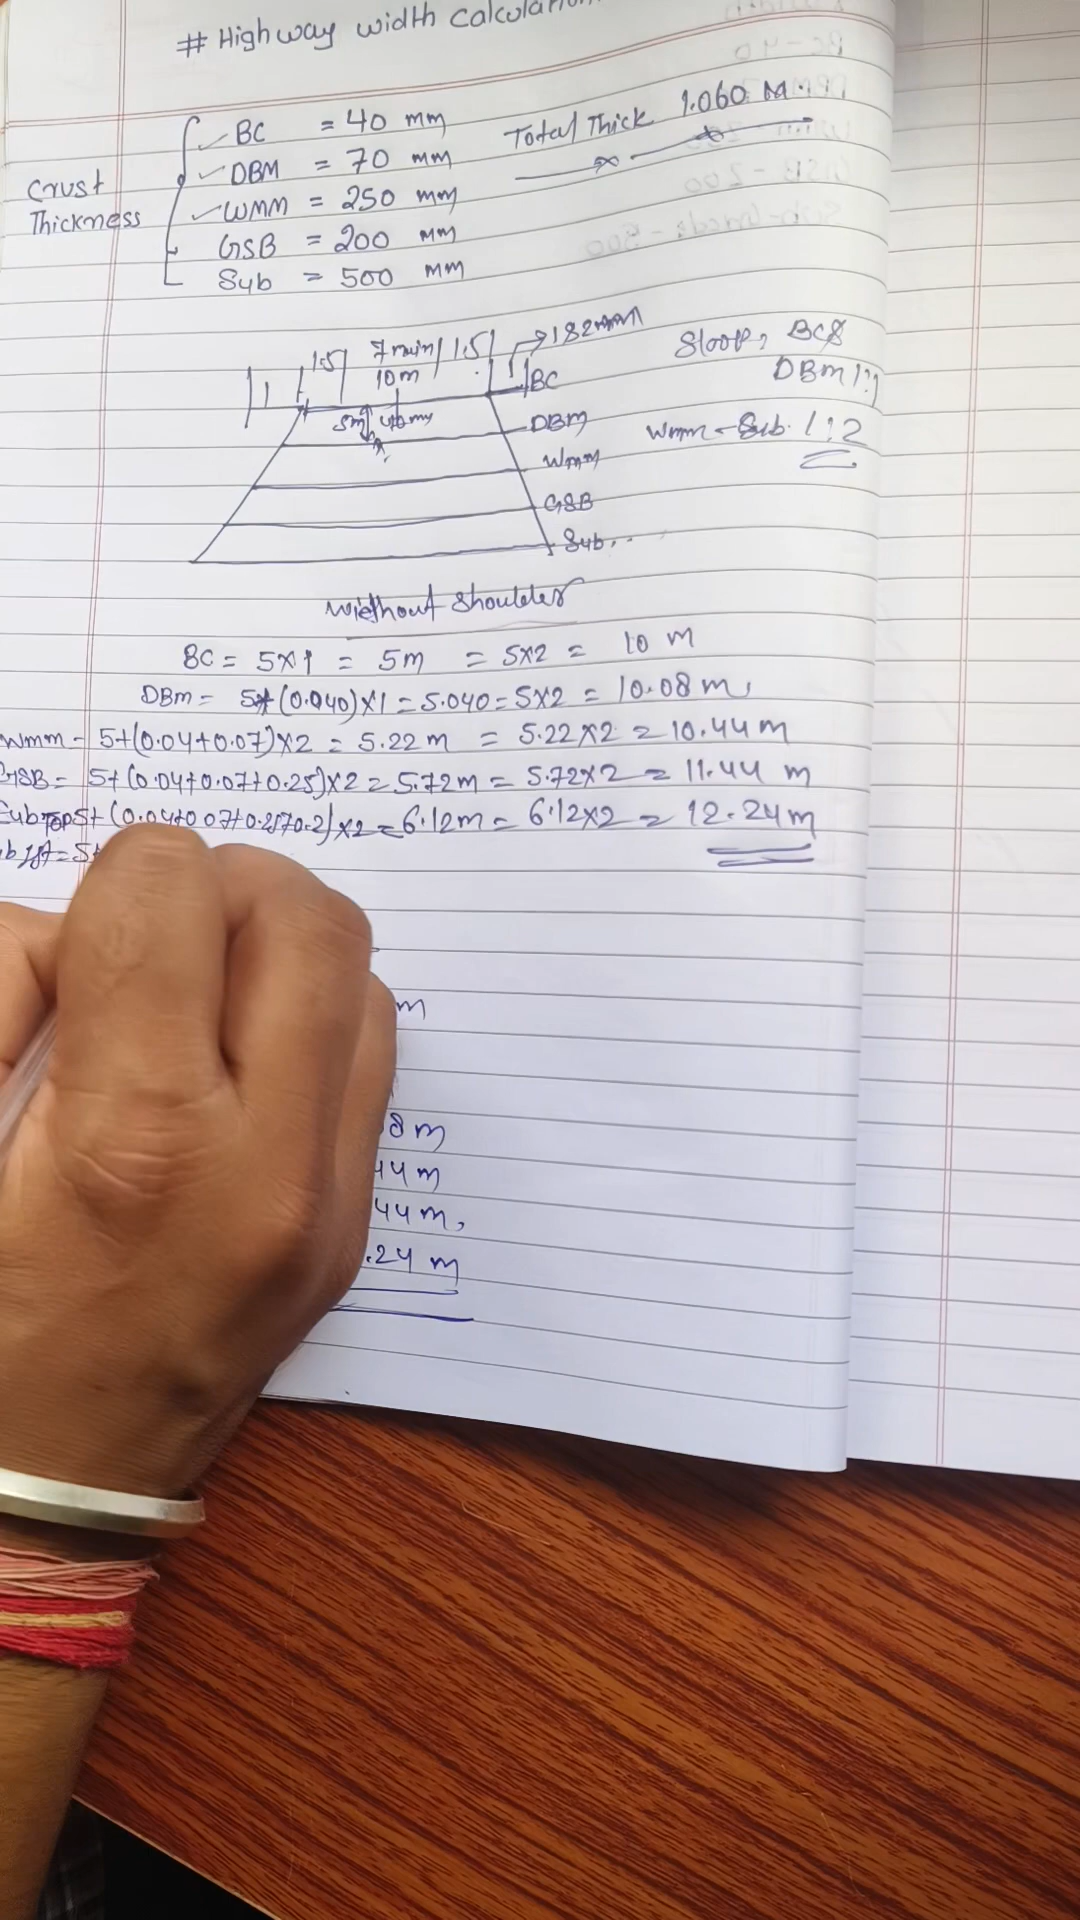 # Highway width Calculation
Crust Thickness
BC = 40 mm
DBM = 70 mm
WMM = 250 mm
GSB = 200 mm
Sub = 500 mm
Total Thick 1.060 M
1.5 7 main 1.5
10m
BC
DBM
WMM
GSB
Sub..
Sloop, BC &
DBM 1:1
WMM - Sub. 1:2
Without Shoulder
BC = 5x1 = 5m = 5x2 = 10 m
DBM = 5+(0.040)x1 = 5.040 = 5x2 = 10.08 m
WMM - 5+(0.04+0.07)x2 = 5.22 m = 5.22x2 = 10.44 m
GSB = 5+(0.04+0.07+0.25)x2 = 5.72m = 5.72x2 = 11.44 m
Sub TOP 5+(0.04+0.07+0.25+0.2)x2 = 6.12m = 6.12x2 = 12.24m
m
8 m
44 m
44 m,
.24 m